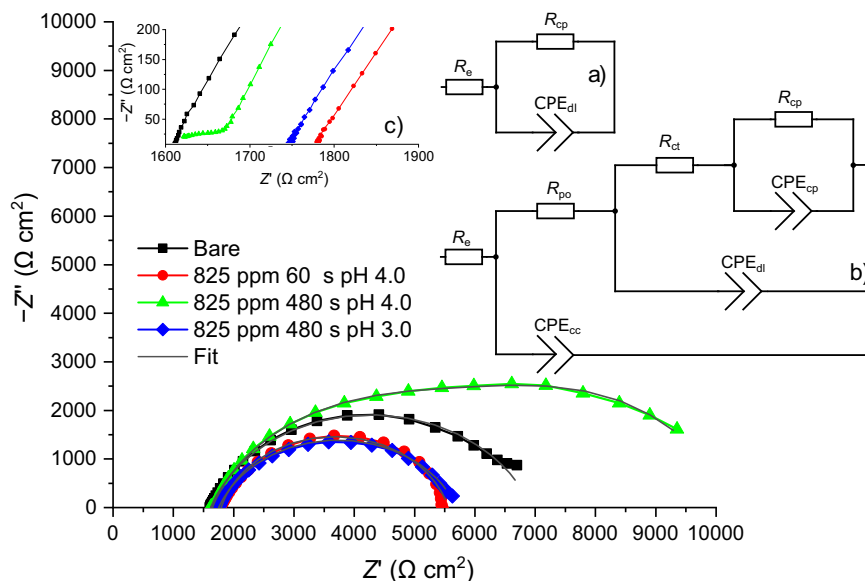 10000
9000
8000
7000
6000
5000
4000
3000
2000
1000
0
−Z'' (Ω cm²)
0 1000 2000 3000 4000 5000 6000 7000 8000 9000 10000
Z' (Ω cm²)
200
150
100
50
−Z'' (Ω cm²)
1600 1700 1800 1900
Z' (Ω cm²)
c)
Rcp
Re
a)
CPEdl
Rcp
Rct
CPEcp
Rpo
Re
CPEdl
b)
CPEcc
Bare
825 ppm 60 s pH 4.0
825 ppm 480 s pH 4.0
825 ppm 480 s pH 3.0
Fit